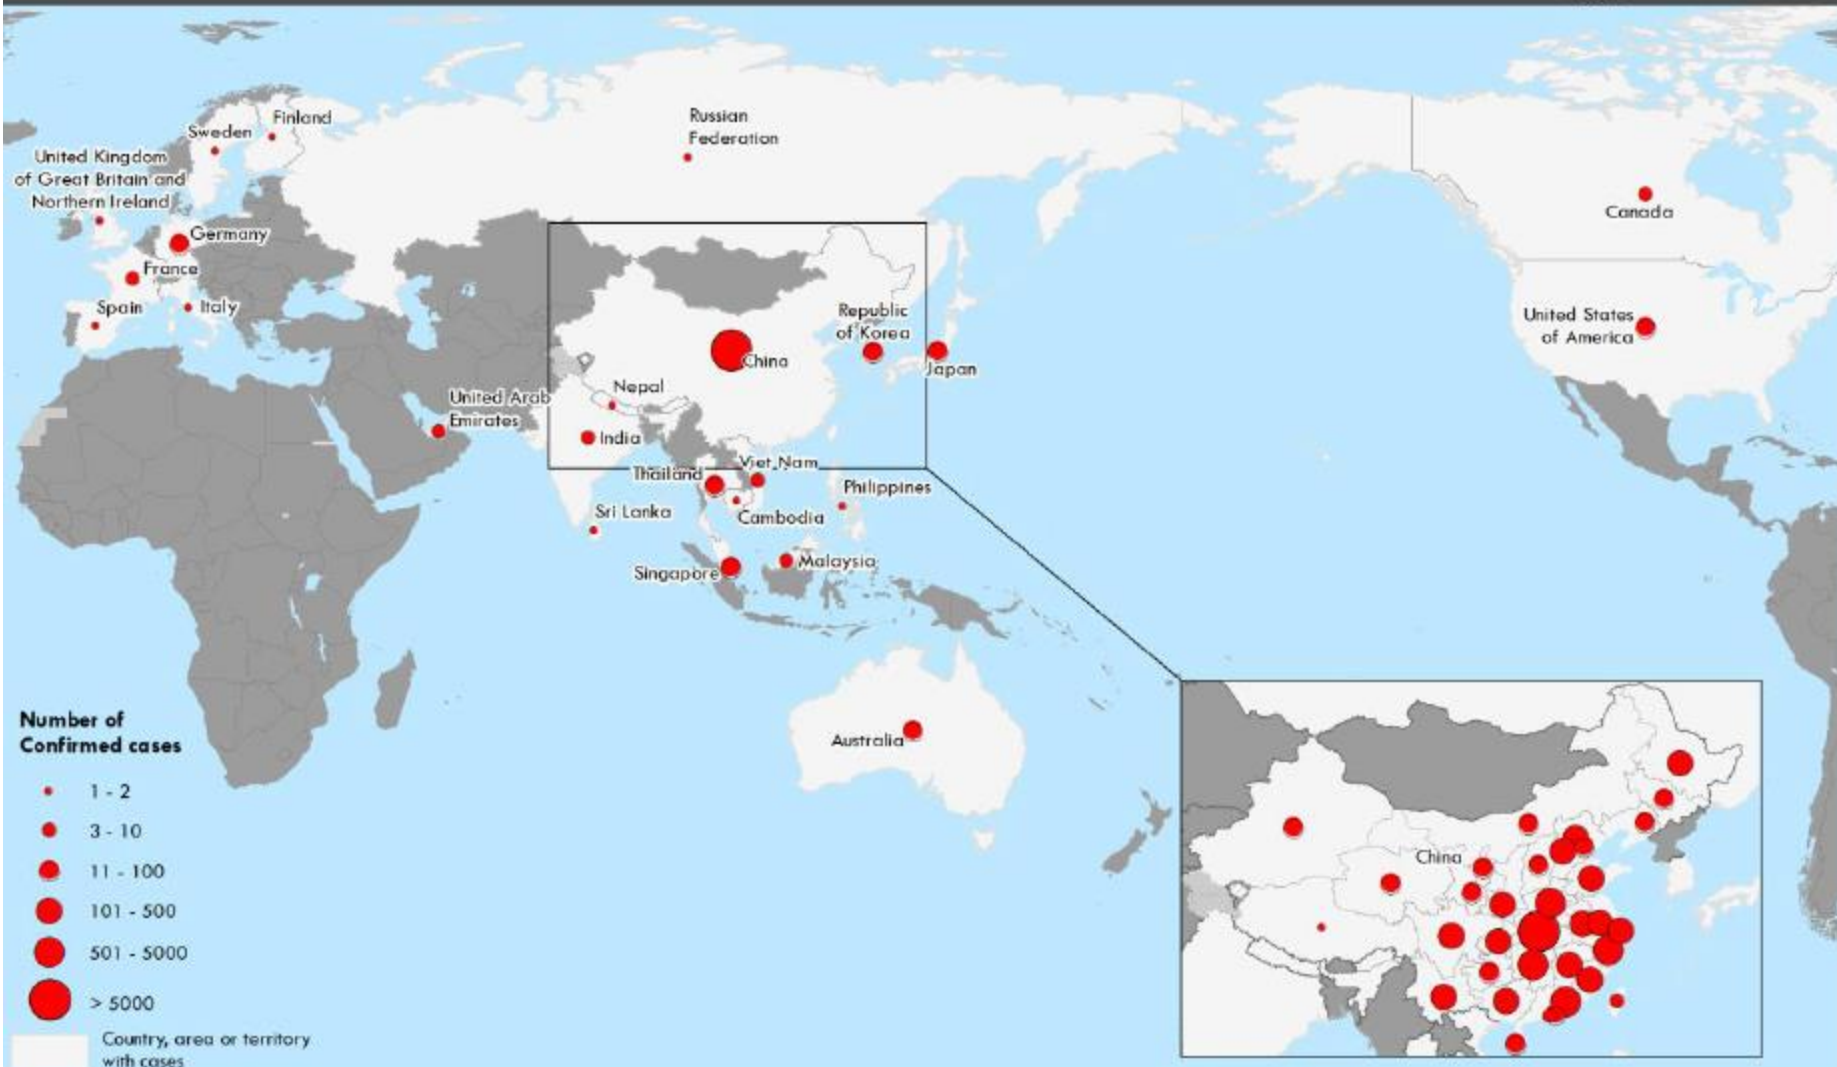 Finland
Sweden
Russian
Federation
United Kingdom
of Great Britain and
Northern Ireland
Germany
France
Spain
Italy
Canada
United States
of America
Republic
of Korea
China
Japan
Nepal
United Arab
Emirates
India
Thailand
Viet Nam
Philippines
Sri Lanka
Cambodia
Singapore
Malaysia
Australia
Number of
Confirmed cases
1 - 2
3 - 10
11 - 100
101 - 500
501 - 5000
> 5000
Country, area or territory
with cases
China